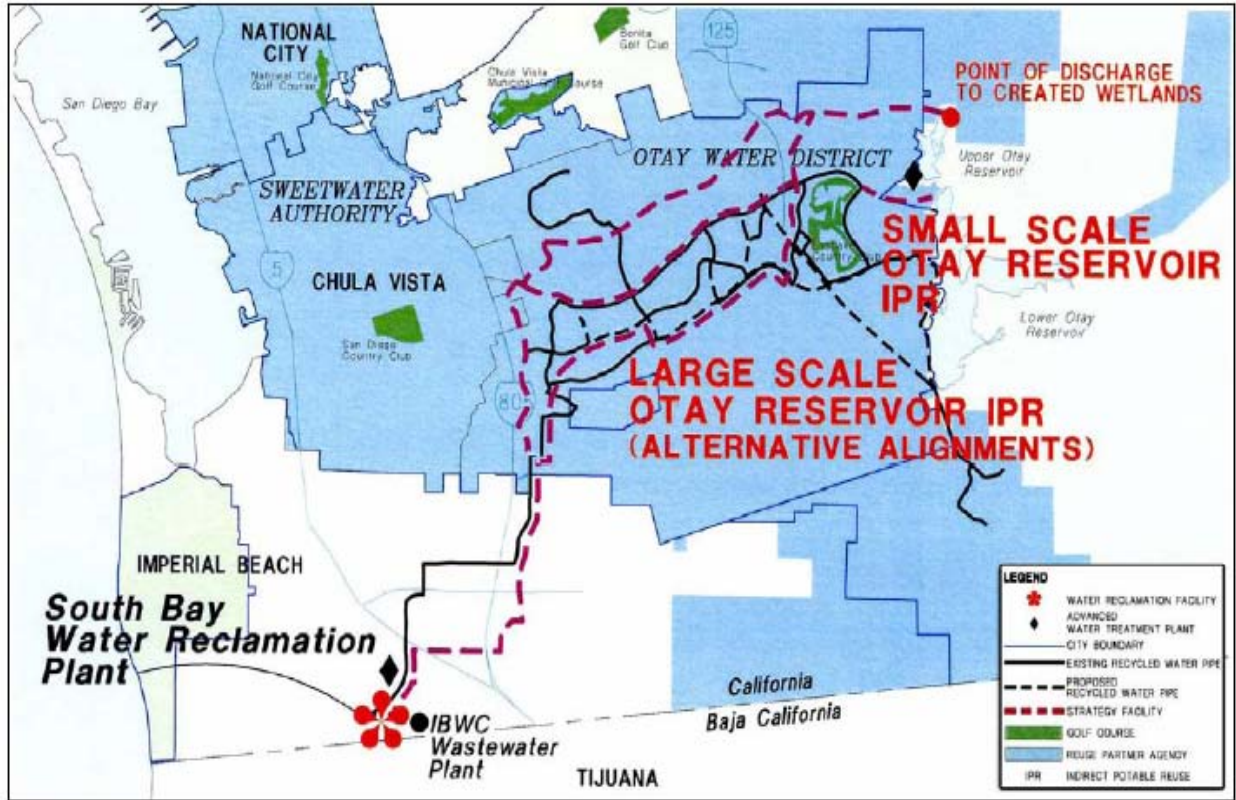 NATIONAL
CITY
National City
Golf Course
Bonita
Golf Club
125
Chula Vista
San Diego Bay
POINT OF DISCHARGE
TO CREATED WETLANDS
OTAY WATER DISTRICT
Upper Otay
Reservoir
SWEETWATER
AUTHORITY
5
CHULA VISTA
SMALL SCALE
OTAY RESERVOIR
IPR
Country Club
Lower Otay
Reservoir
San Diego
Country Club
805
LARGE SCALE
OTAY RESERVOIR IPR
(ALTERNATIVE ALIGNMENTS)
IMPERIAL BEACH
South Bay
Water Reclamation
Plant
IBWC
Wastewater
Plant
California
Baja California
TIJUANA
LEGEND
WATER RECLAMATION FACILITY
ADVANCED
WATER TREATMENT PLANT
CITY BOUNDARY
EXISTING RECYCLED WATER PIPE
PROPOSED
RECYCLED WATER PIPE
STRATEGY FACILITY
GOLF COURSE
REUSE PARTNER AGENCY
IPR INDIRECT POTABLE REUSE